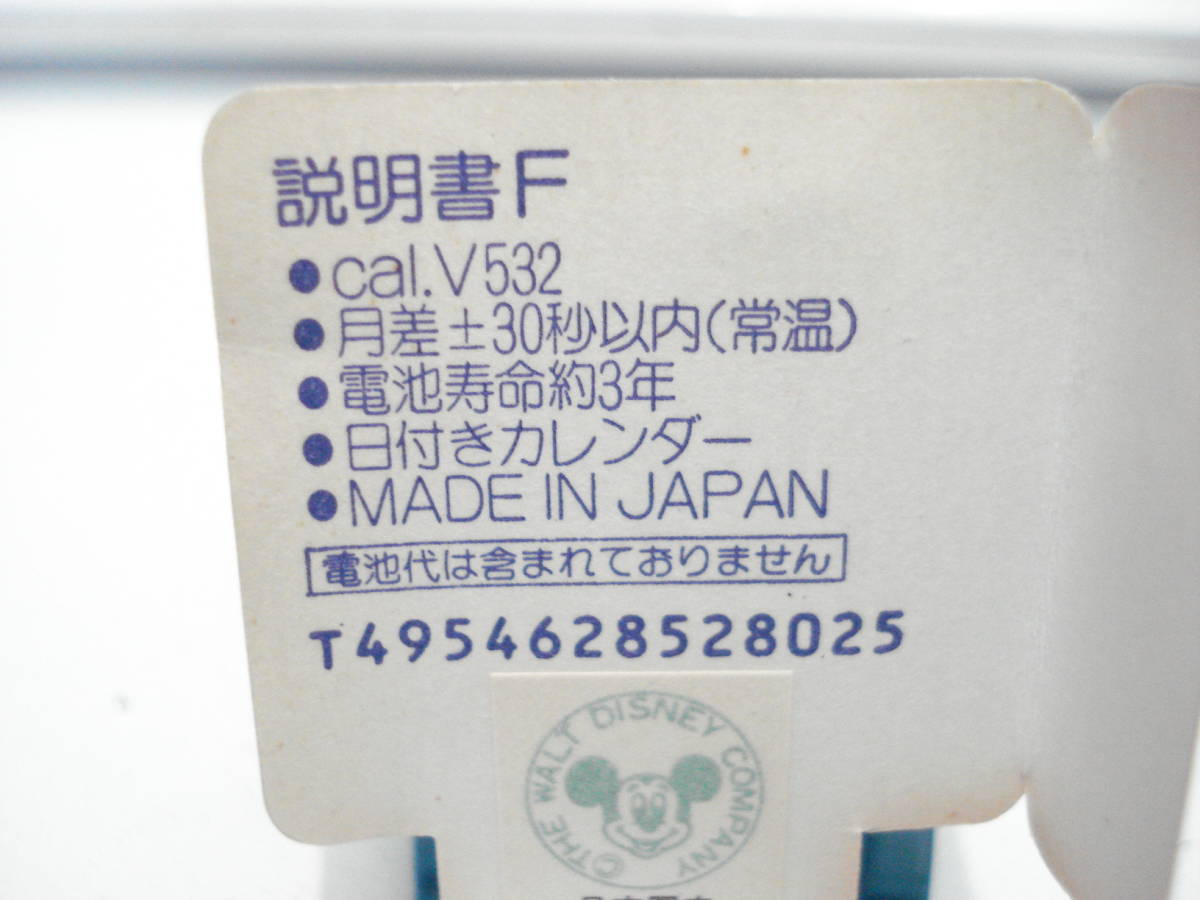 説明書F
●cal.V532
●月差±30秒以内(常温)
●電池寿命約3年
●日付きカレンダー
●MADE IN JAPAN
電池代は含まれておりません
T4954628528025
©THE WALT DISNEY COMPANY